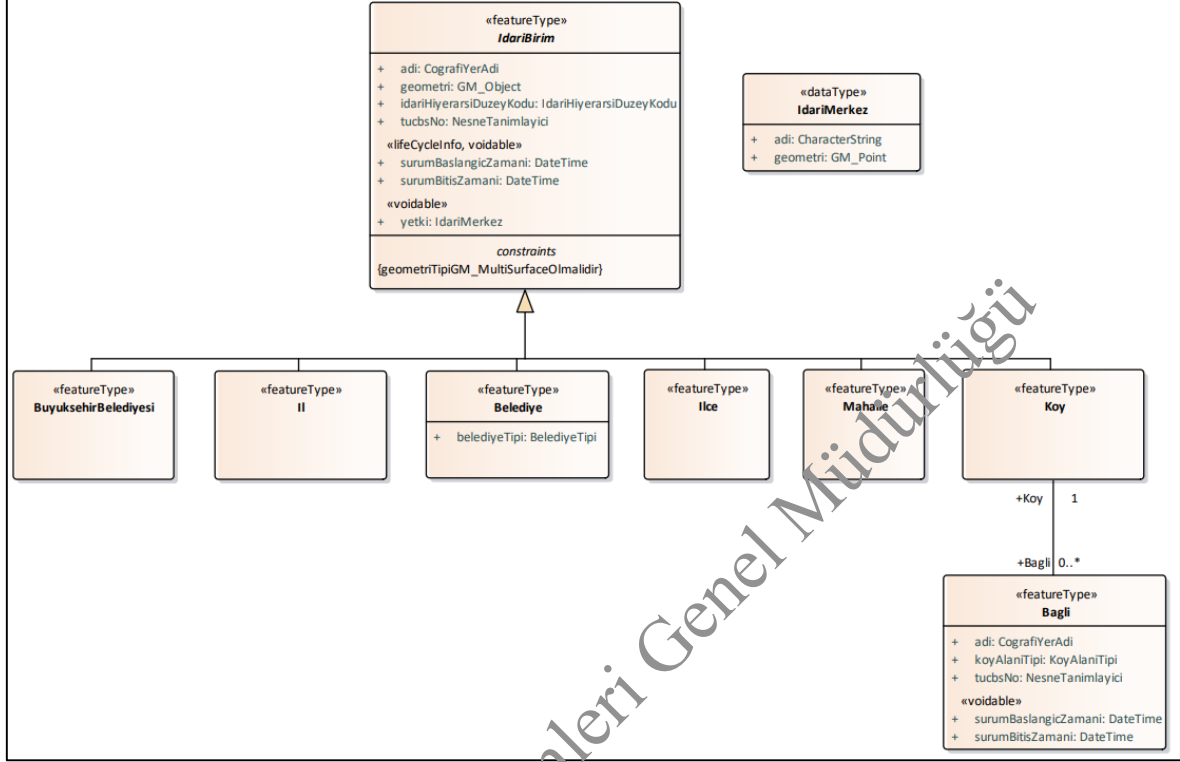 «featureType»
IdariBirim
+ adi: CografiYerAdi
+ geometri: GM_Object
+ idariHiyerarsiDuzeyKodu: IdariHiyerarsiDuzeyKodu
+ tucbsNo: NesneTanimlayici
«lifeCycleInfo, voidable»
+ surumBaslangicZamani: DateTime
+ surumBitisZamani: DateTime
«voidable»
+ yetki: IdariMerkez
constraints
{geometriTipiGM_MultiSurfaceOlmalidir}
«dataType»
IdariMerkez
+ adi: CharacterString
+ geometri: GM_Point
«featureType»
BuyuksehirBelediyesi
«featureType»
Il
«featureType»
Belediye
+ belediyeTipi: BelediyeTipi
«featureType»
Ilce
«featureType»
Mahalle
«featureType»
Koy
+Koy 1
+Bagli 0..*
«featureType»
Bagli
+ adi: CografiYerAdi
+ koyAlaniTipi: KoyAlaniTipi
+ tucbsNo: NesneTanimlayici
«voidable»
+ surumBaslangicZamani: DateTime
+ surumBitisZamani: DateTime
Genel Müdürlüğü